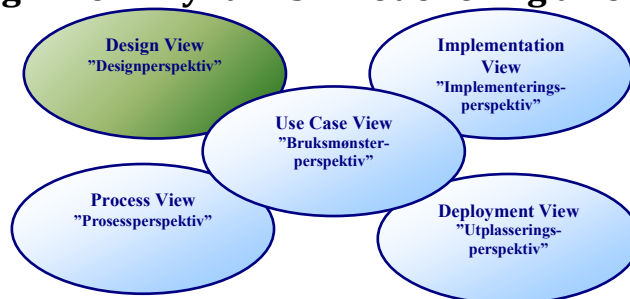 Design View
”Designperspektiv”
Implementation
View
”Implementerings-
perspektiv”
Use Case View
”Bruksmønster-
perspektiv”
Process View
”Prosessperspektiv”
Deployment View
”Utplasserings-
perspektiv”